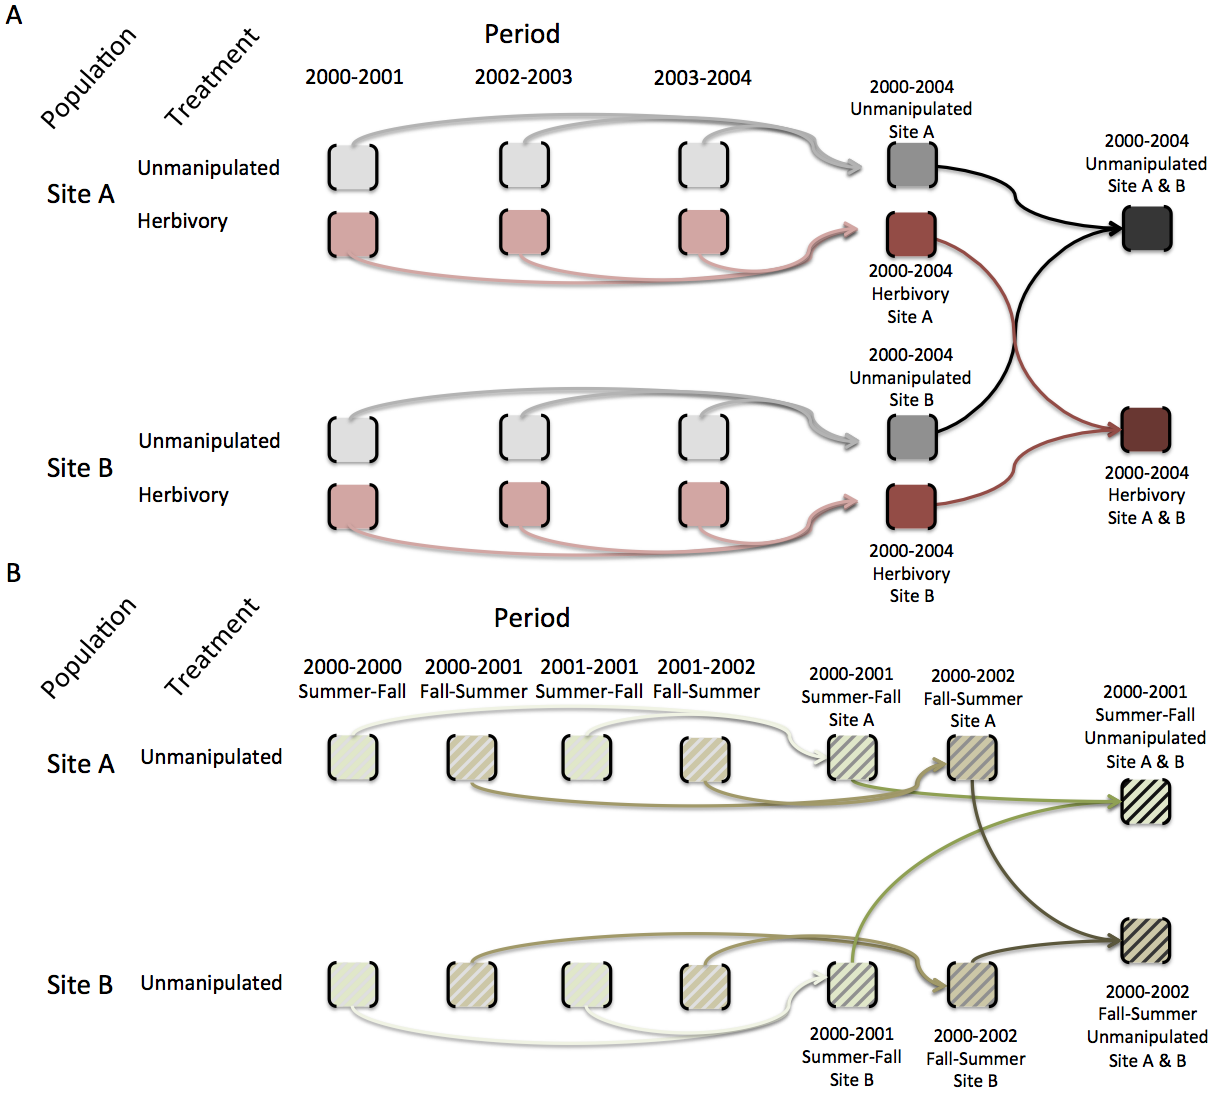 A
Population
Treatment
Period
2000-2001
2002-2003
2003-2004
2000-2004
Unmanipulated
Site A
2000-2004
Unmanipulated
Site A & B
Site A
Unmanipulated
Herbivory
2000-2004
Herbivory
Site A
2000-2004
Unmanipulated
Site B
Site B
Unmanipulated
Herbivory
2000-2004
Herbivory
Site A & B
2000-2004
Herbivory
Site B
B
Population
Treatment
Period
2000-2000
Summer-Fall
2000-2001
Fall-Summer
2001-2001
Summer-Fall
2001-2002
Fall-Summer
2000-2001
Summer-Fall
Site A
2000-2002
Fall-Summer
Site A
2000-2001
Summer-Fall
Unmanipulated
Site A & B
Site A
Unmanipulated
Site B
Unmanipulated
2000-2001
Summer-Fall
Site B
2000-2002
Fall-Summer
Site B
2000-2002
Fall-Summer
Unmanipulated
Site A & B